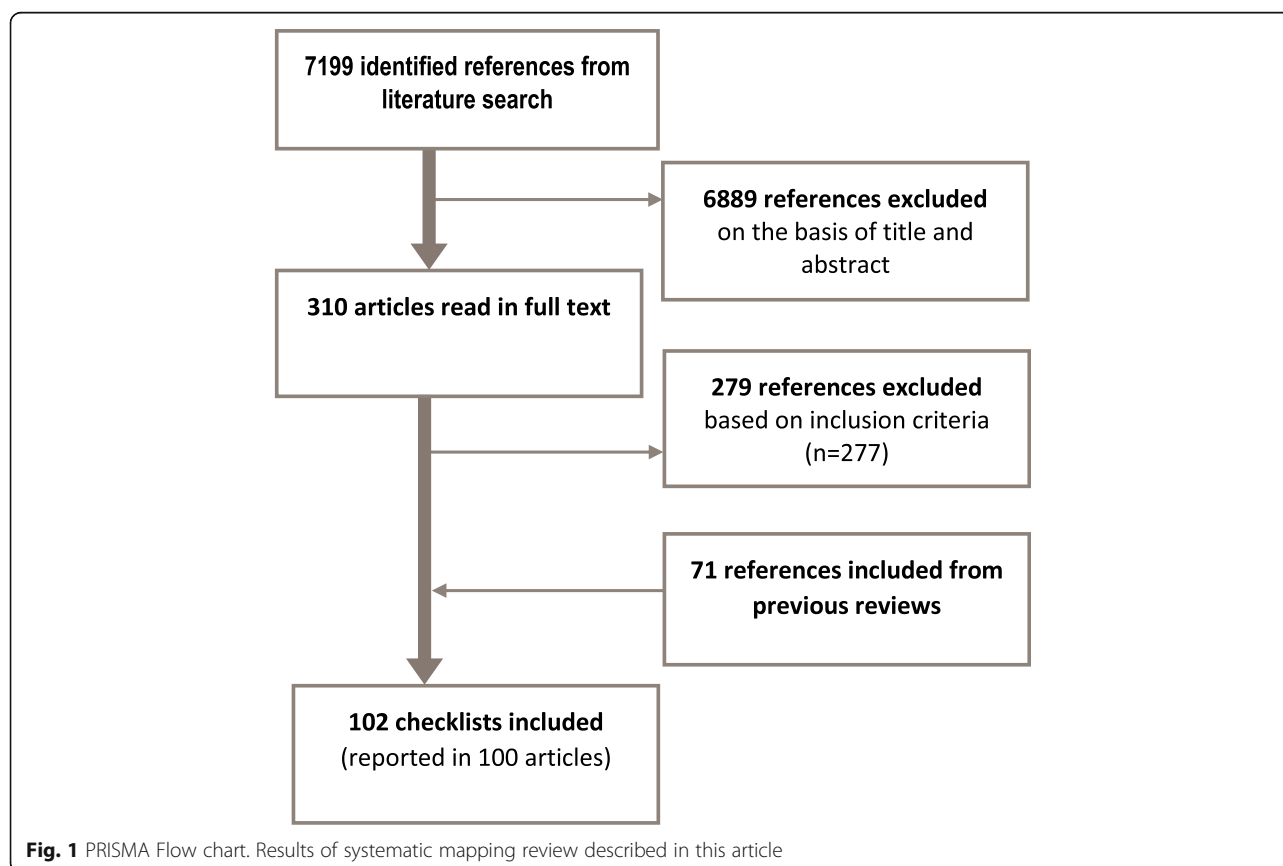 7199 identified references from
literature search
6889 references excluded
on the basis of title and
abstract
310 articles read in full text
279 references excluded
based on inclusion criteria
(n=277)
71 references included from
previous reviews
102 checklists included
(reported in 100 articles)
Fig. 1 PRISMA Flow chart. Results of systematic mapping review described in this article